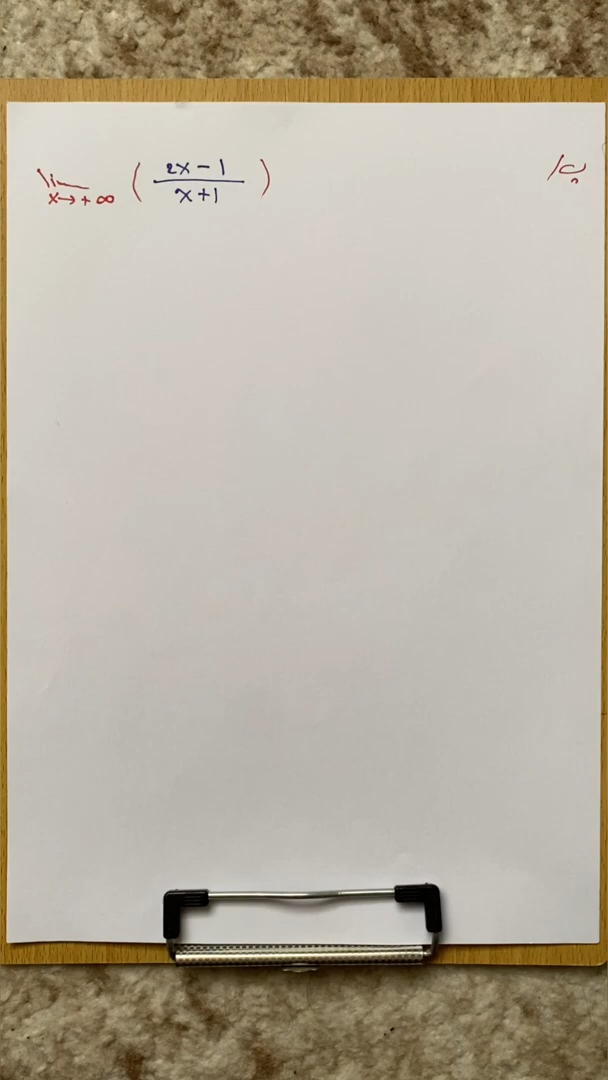 lim x→+∞ ( 2x-1 / x+1 )